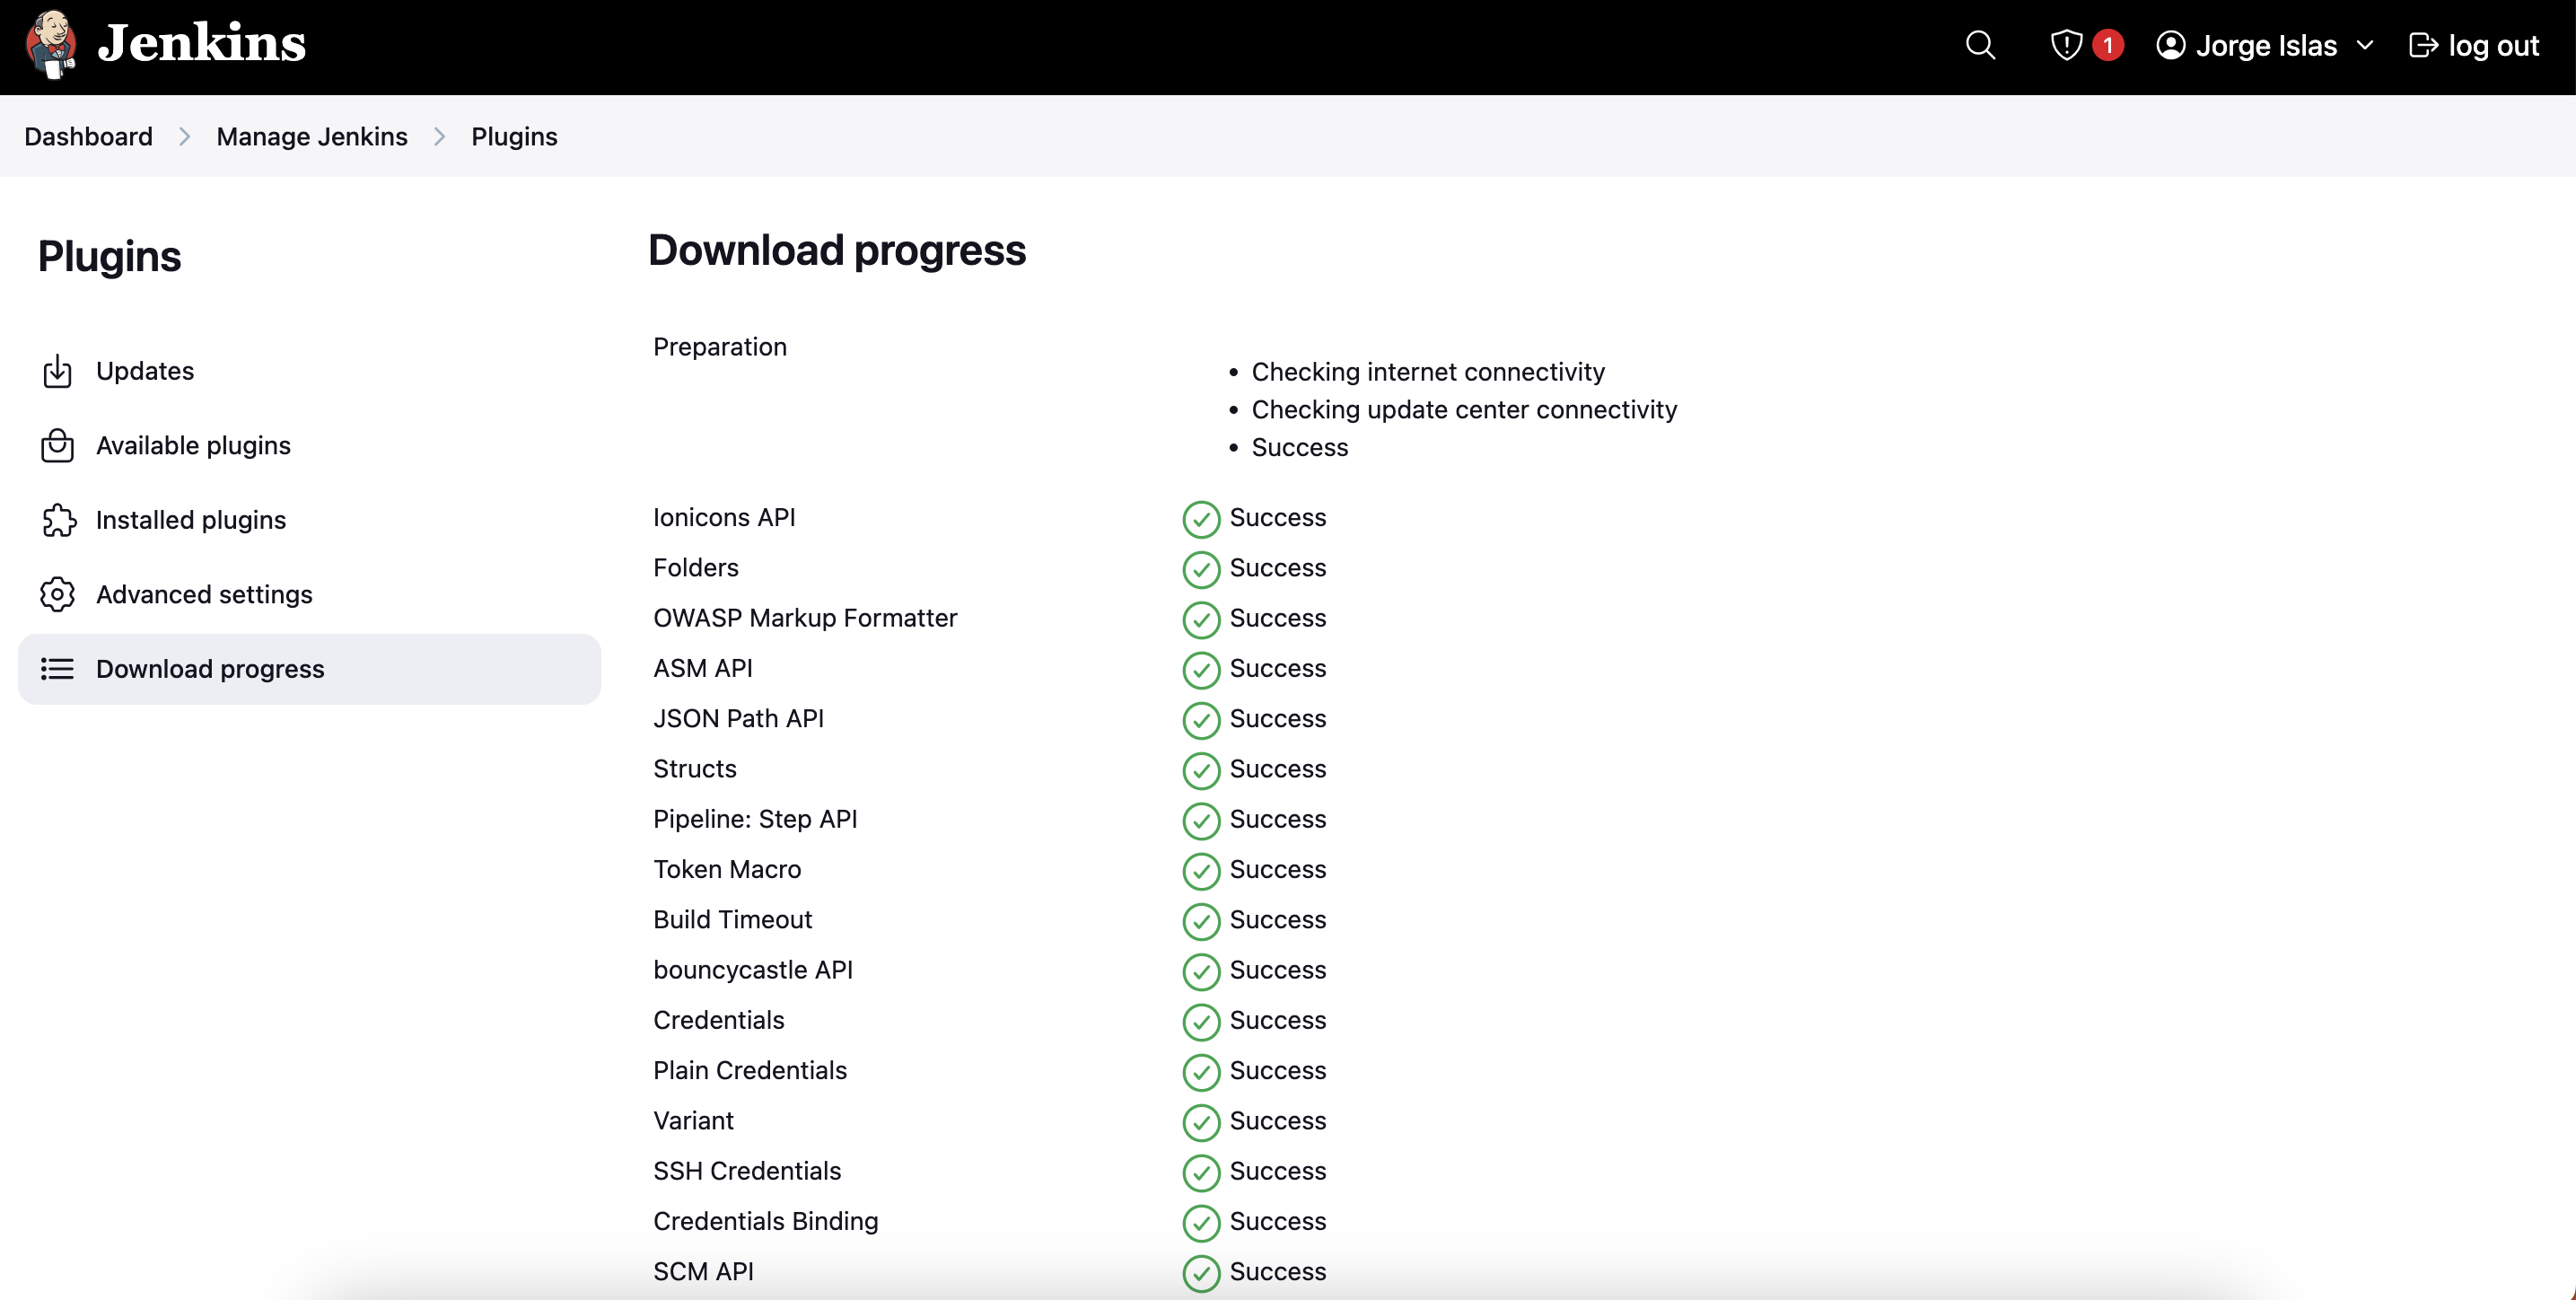 Jenkins
1
Jorge Islas
log out
Dashboard
Manage Jenkins
Plugins
Plugins
Updates
Available plugins
Installed plugins
Advanced settings
Download progress
Download progress
Preparation
Checking internet connectivity
Checking update center connectivity
Success
Ionicons API Success
Folders Success
OWASP Markup Formatter Success
ASM API Success
JSON Path API Success
Structs Success
Pipeline: Step API Success
Token Macro Success
Build Timeout Success
bouncycastle API Success
Credentials Success
Plain Credentials Success
Variant Success
SSH Credentials Success
Credentials Binding Success
SCM API Success